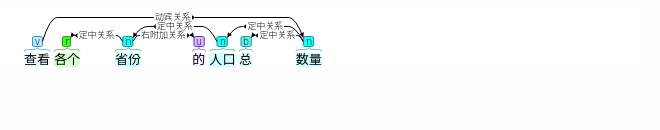 动宾关系
定中关系 定中关系
定中关系 右附加关系 定中关系
v r n u n b n
查看 各个 省份 的 人口 总 数量